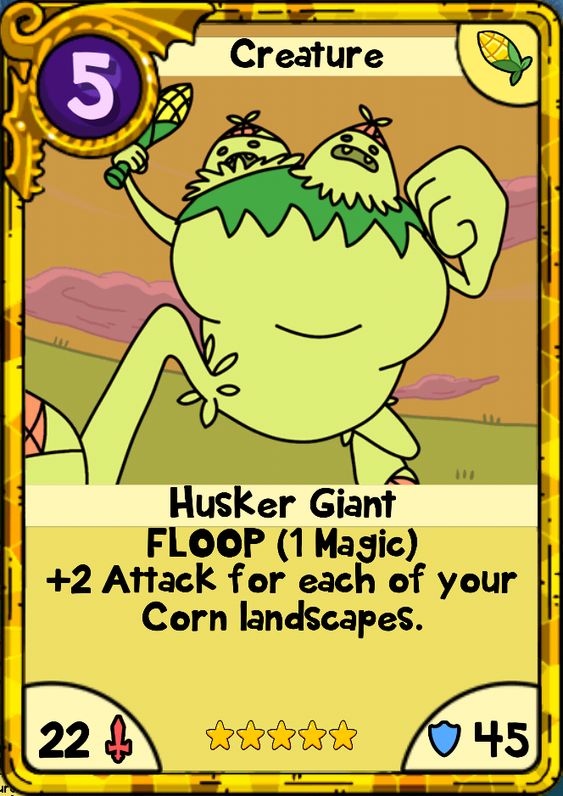 5
Creature
Husker Giant
FLOOP (1 Magic)
+2 Attack for each of your
Corn landscapes.
22
45